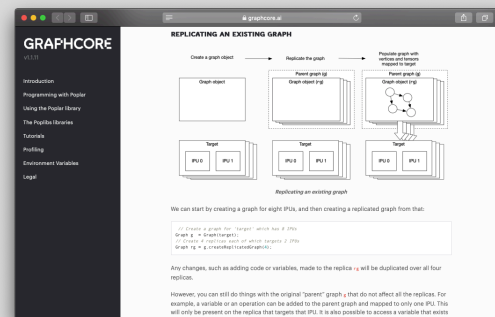 graphcore.ai
GRAPHCORE
v1.1.11
Introduction
Programming with Poplar
Using the Poplar library
The Poplibs libraries
Tutorials
Profiling
Environment Variables
Legal
REPLICATING AN EXISTING GRAPH
Create a graph object
Replicate the graph
Populate graph with
vertices and tensors
mapped to target
Parent graph (g)
Parent graph (g)
Graph object
Graph object (rg)
Graph object (rg)
Target
Target
Target
IPU 0
IPU 1
IPU 0
IPU 1
IPU 0
IPU 1
Replicating an existing graph
We can start by creating a graph for eight IPUs, and then creating a replicated graph from that:
// Create a graph for 'target' which has 8 IPUs
Graph g = Graph(target);
// Create 4 replicas each of which targets 2 IPUs
Graph rg = g.createReplicatedGraph(4);
Any changes, such as adding code or variables, made to the replica rg will be duplicated over all four
replicas.
However, you can still do things with the original "parent" graph g that do not affect all the replicas. For
example, a variable or an operation can be added to the parent graph and mapped to only one IPU. This
will only be present on the replica that targets that IPU. It is also possible to access a variable that exists